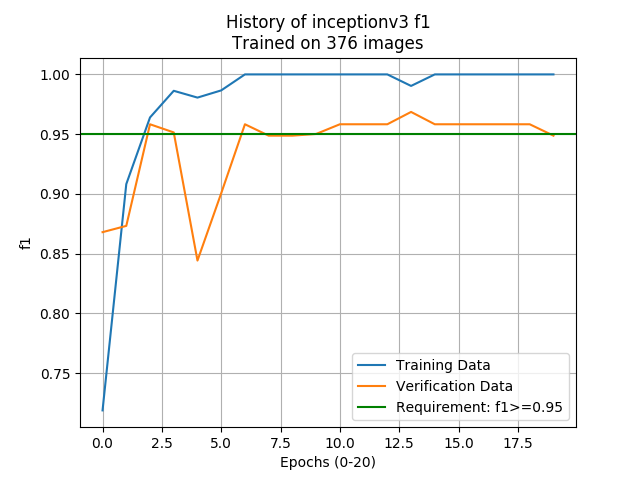 History of inceptionv3 f1
Trained on 376 images
1.00
0.95
0.90
0.85
0.80
0.75
f1
0.0 2.5 5.0 7.5 10.0 12.5 15.0 17.5
Epochs (0-20)
Training Data
Verification Data
Requirement: f1>=0.95